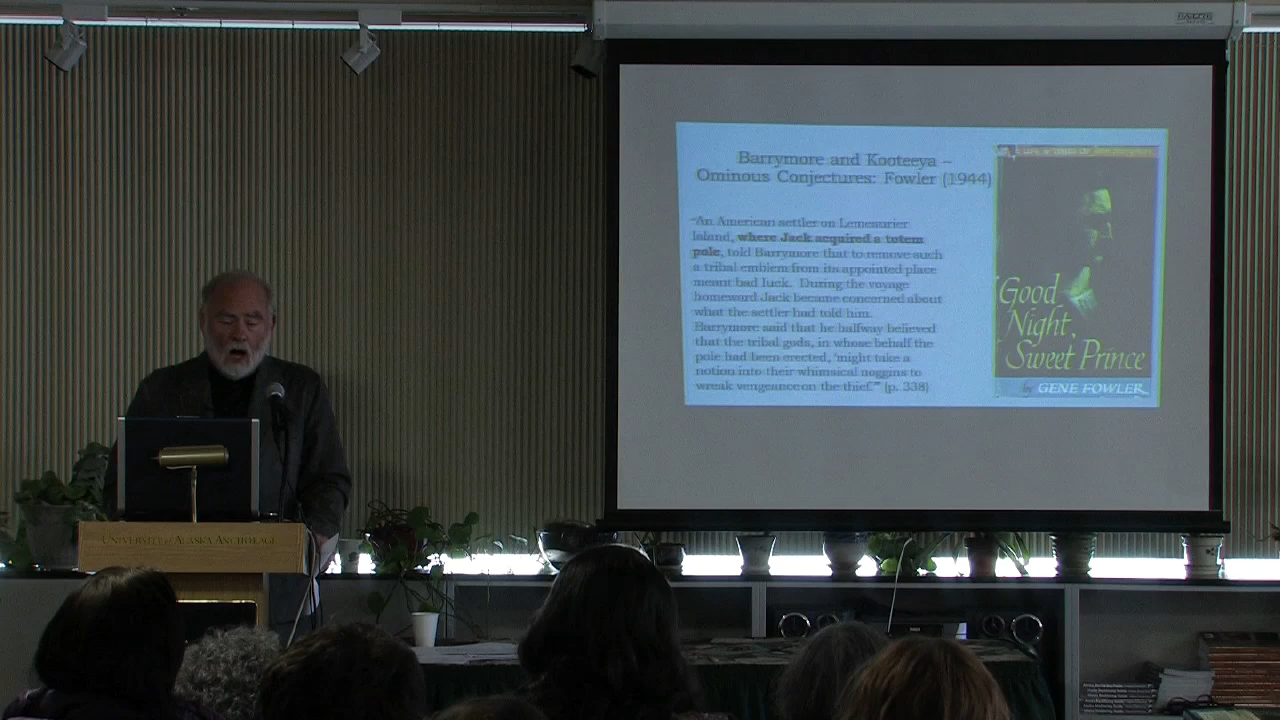 Barrymore and Kooteeya –
Ominous Conjectures: Fowler (1944)
"An American settler on Lemesurier
Island, where Jack acquired a totem
pole, told Barrymore that to remove such
a tribal emblem from its appointed place
meant bad luck. During the voyage
homeward Jack became concerned about
what the settler had told him.
Barrymore said that he halfway believed
that the tribal gods, in whose behalf the
pole had been erected, 'might take a
notion into their whimsical noggins to
wreak vengeance on the thief.'" (p. 338)
Good
Night,
Sweet Prince
by GENE FOWLER
UNIVERSITY of ALASKA ANCHORAGE